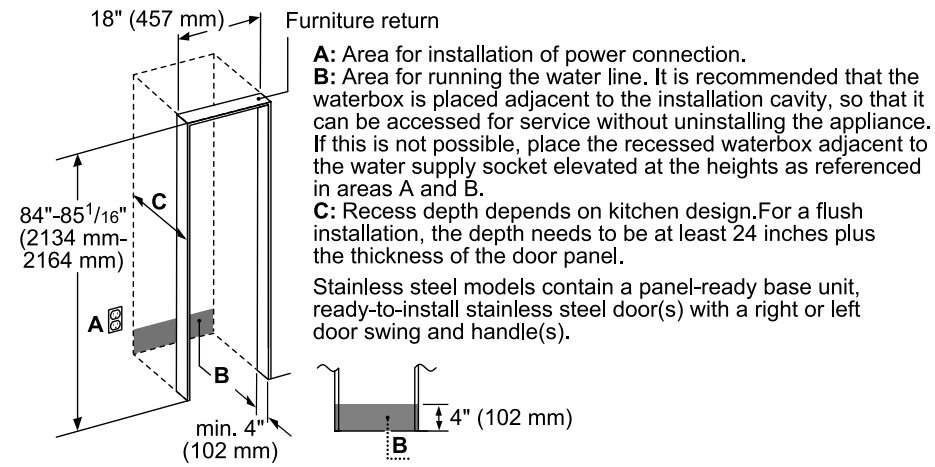 18" (457 mm)
Furniture return
A: Area for installation of power connection.
B: Area for running the water line. It is recommended that the
waterbox is placed adjacent to the installation cavity, so that it
can be accessed for service without uninstalling the appliance.
If this is not possible, place the recessed waterbox adjacent to
the water supply socket elevated at the heights as referenced
in areas A and B.
C: Recess depth depends on kitchen design.For a flush
installation, the depth needs to be at least 24 inches plus
the thickness of the door panel.
Stainless steel models contain a panel-ready base unit,
ready-to-install stainless steel door(s) with a right or left
door swing and handle(s).
C
84"-85 1/16"
(2134 mm-
2164 mm)
A
B
min. 4"
(102 mm)
4" (102 mm)
B